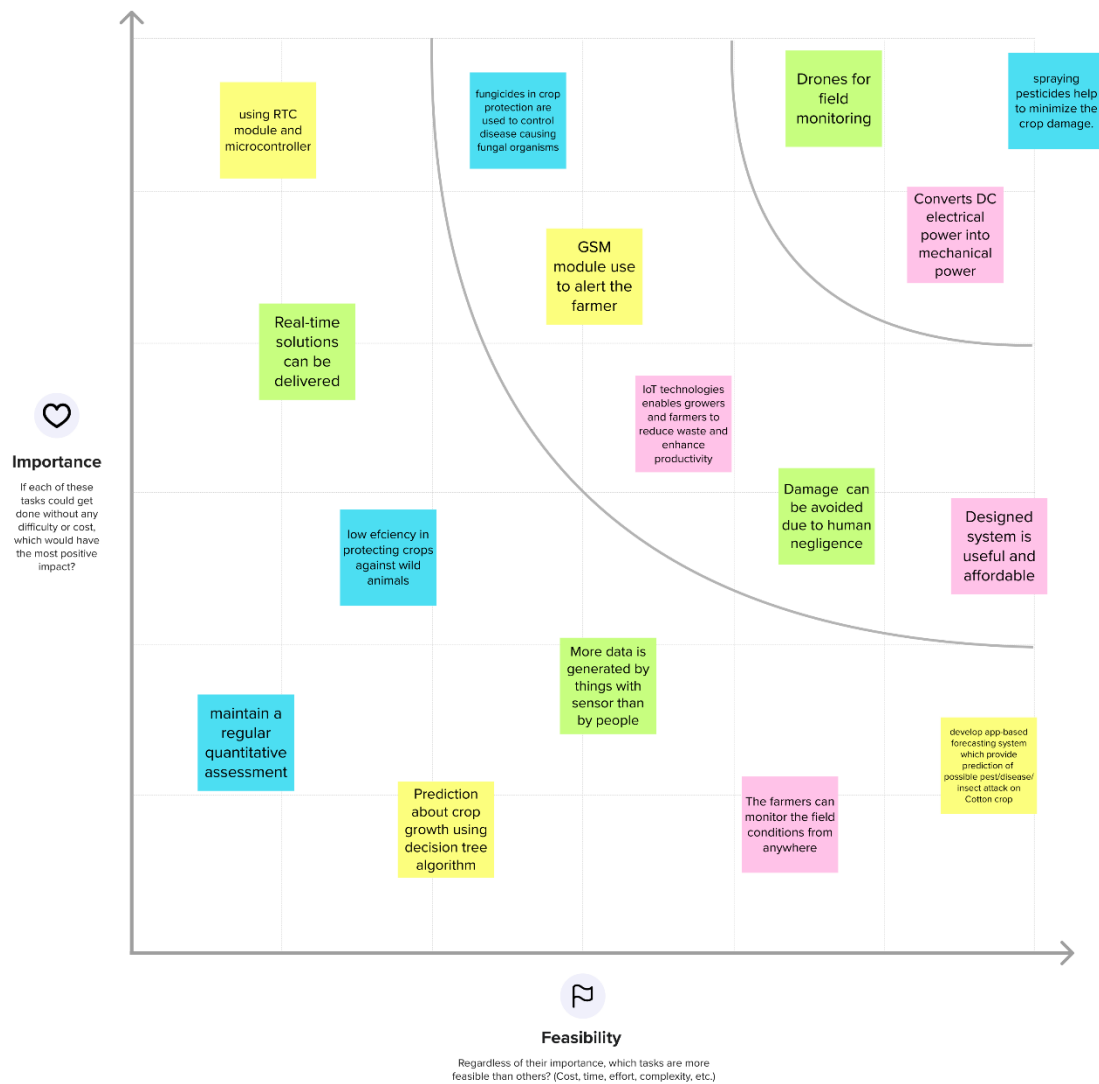 Drones for
field
monitoring
spraying
pesticides help
to minimize the
crop damage.
using RTC
module and
microcontroller
fungicides in crop
protection are
used to control
disease causing
fungal organisms
Converts DC
electrical
power into
mechanical
power
GSM
module use
to alert the
farmer
Real-time
solutions
can be
delivered
IoT technologies
enables growers
and farmers to
reduce waste and
enhance
productivity
Importance
If each of these
tasks could get
done without any
difficulty or cost,
which would have
the most positive
impact?
Damage  can
be avoided
due to human
negligence
Designed
system is
useful and
affordable
low efciency in
protecting crops
against wild
animals
More data is
generated by
things with
sensor than
by people
maintain a
regular
quantitative
assessment
develop app-based
forecasting system
which provide
prediction of
possible pest/disease/
insect attack on
Cotton crop
Prediction
about crop
growth using
decision tree
algorithm
The farmers can
monitor the field
conditions from
anywhere
Feasibility
Regardless of their importance, which tasks are more
feasible than others? (Cost, time, effort, complexity, etc.)